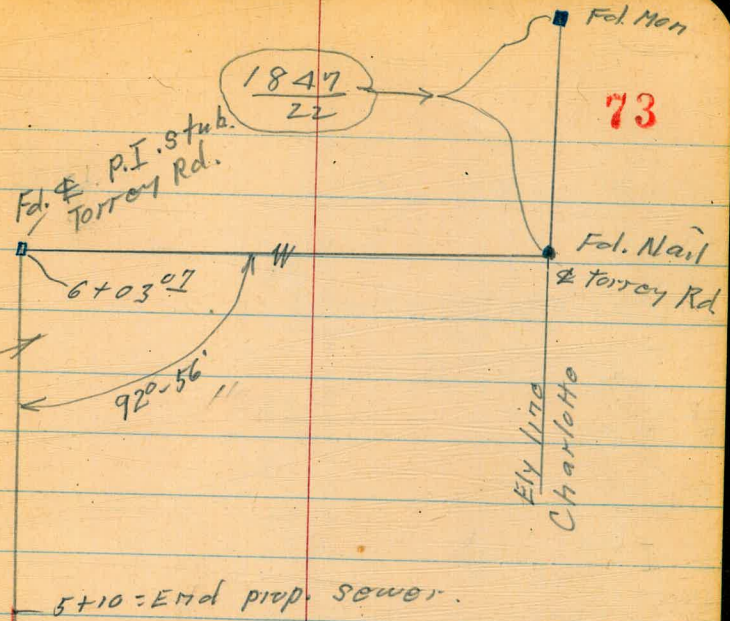 Fd. Mon
1847
22
73
Fd. ℄ P.I. stub.
Torrey Rd.
Fd. Nail
℄ Torrey Rd
6+03 07
92°-56'
Ely line
Charlotte
5+10 = End prop. sewer.